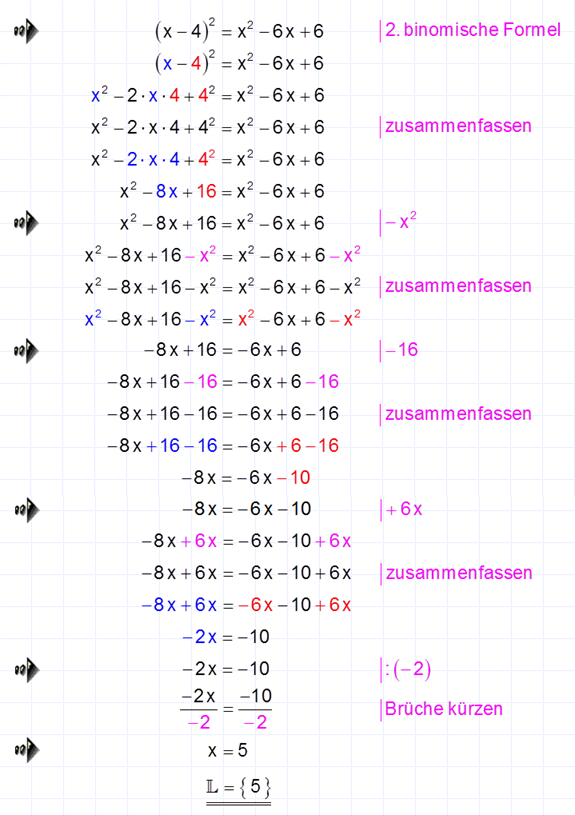 (x − 4)² = x² − 6x + 6 |2. binomische Formel
(x − 4)² = x² − 6x + 6
x² − 2 · x · 4 + 4² = x² − 6x + 6
x² − 2 · x · 4 + 4² = x² − 6x + 6 |zusammenfassen
x² − 2 · x · 4 + 4² = x² − 6x + 6
x² − 8x + 16 = x² − 6x + 6
x² − 8x + 16 = x² − 6x + 6 |− x²
x² − 8x + 16 − x² = x² − 6x + 6 − x²
x² − 8x + 16 − x² = x² − 6x + 6 − x² |zusammenfassen
x² − 8x + 16 − x² = x² − 6x + 6 − x²
−8x + 16 = −6x + 6 |−16
−8x + 16 − 16 = −6x + 6 − 16
−8x + 16 − 16 = −6x + 6 − 16 |zusammenfassen
−8x + 16 − 16 = −6x + 6 − 16
−8x = −6x − 10
−8x = −6x − 10 |+ 6x
−8x + 6x = −6x − 10 + 6x
−8x + 6x = −6x − 10 + 6x |zusammenfassen
−8x + 6x = −6x − 10 + 6x
−2x = −10
−2x = −10 |: (−2)
−2x/−2 = −10/−2 |Brüche kürzen
x = 5
𝕃 = {5}